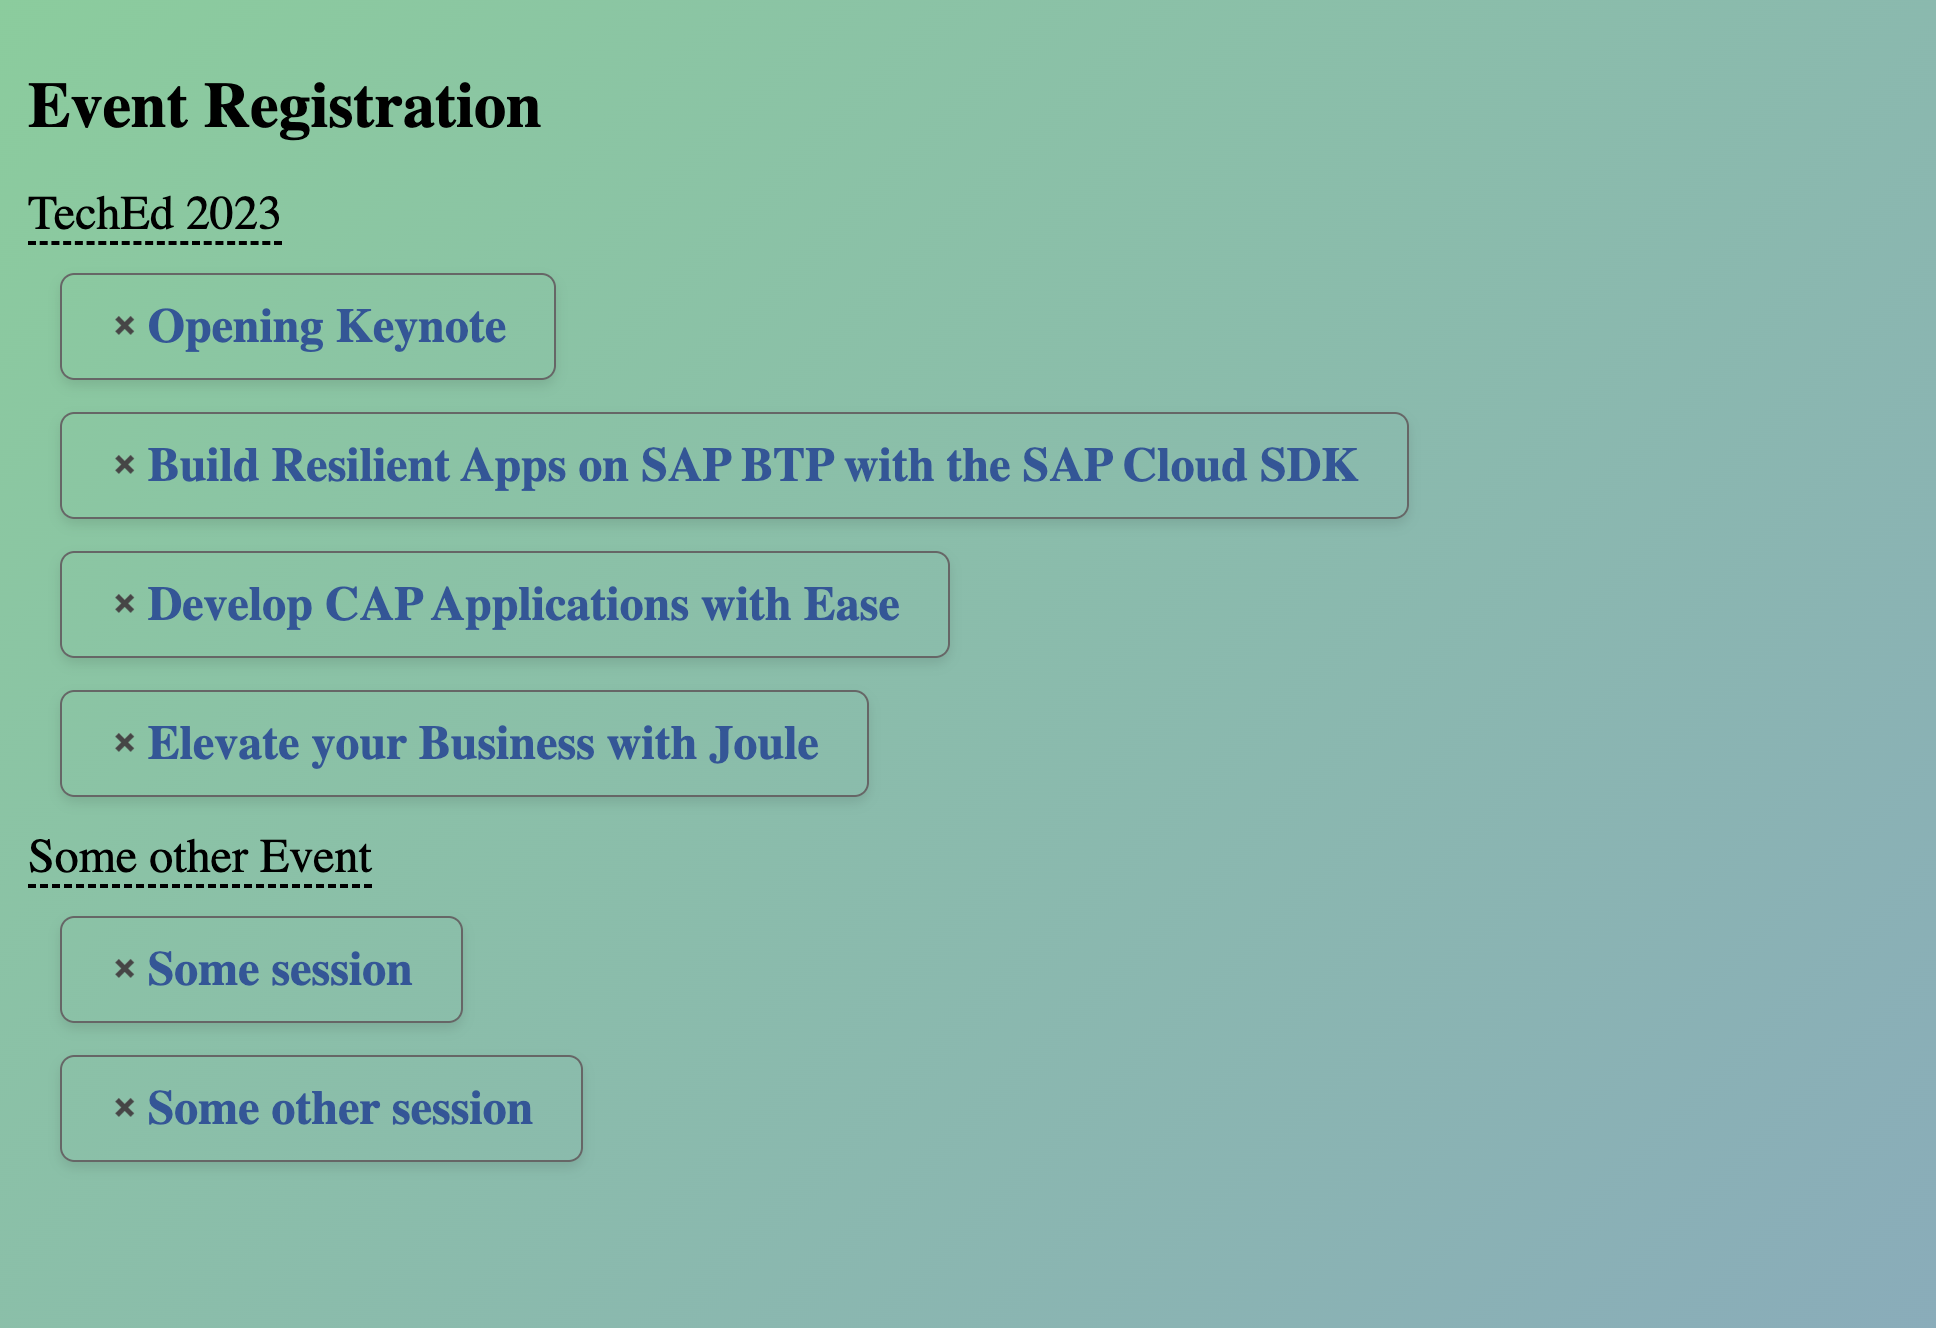 Event Registration
TechEd 2023
× Opening Keynote
× Build Resilient Apps on SAP BTP with the SAP Cloud SDK
× Develop CAP Applications with Ease
× Elevate your Business with Joule
Some other Event
× Some session
× Some other session